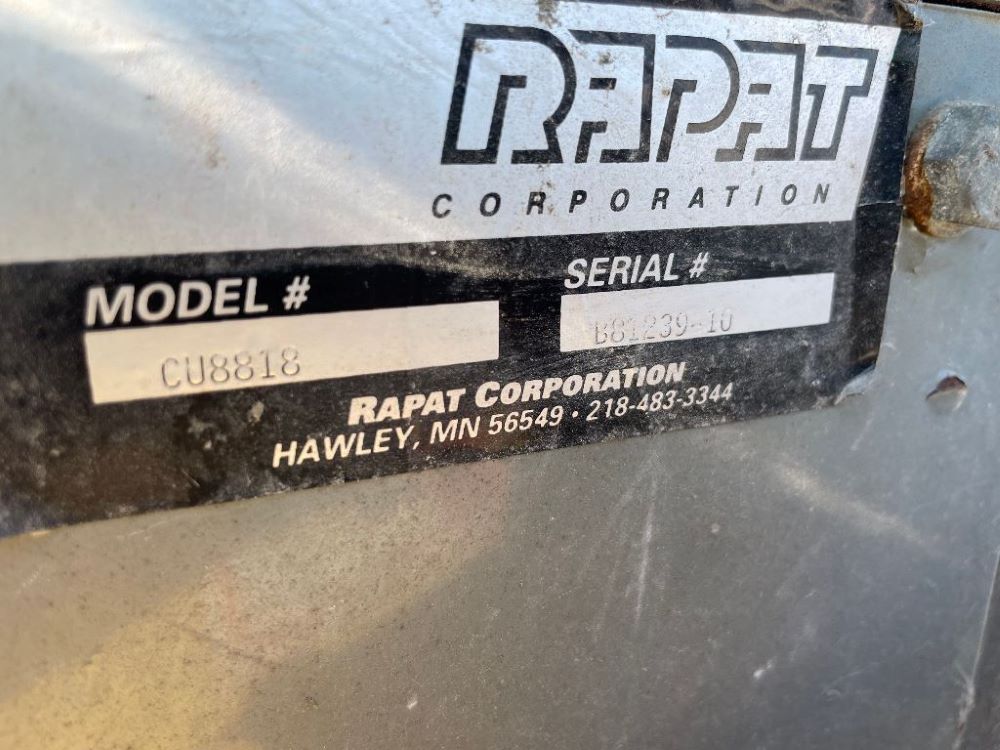 RAPAT
CORPORATION
MODEL # SERIAL #
CU8818 B81239-10
RAPAT CORPORATION
HAWLEY, MN 56549 · 218-483-3344